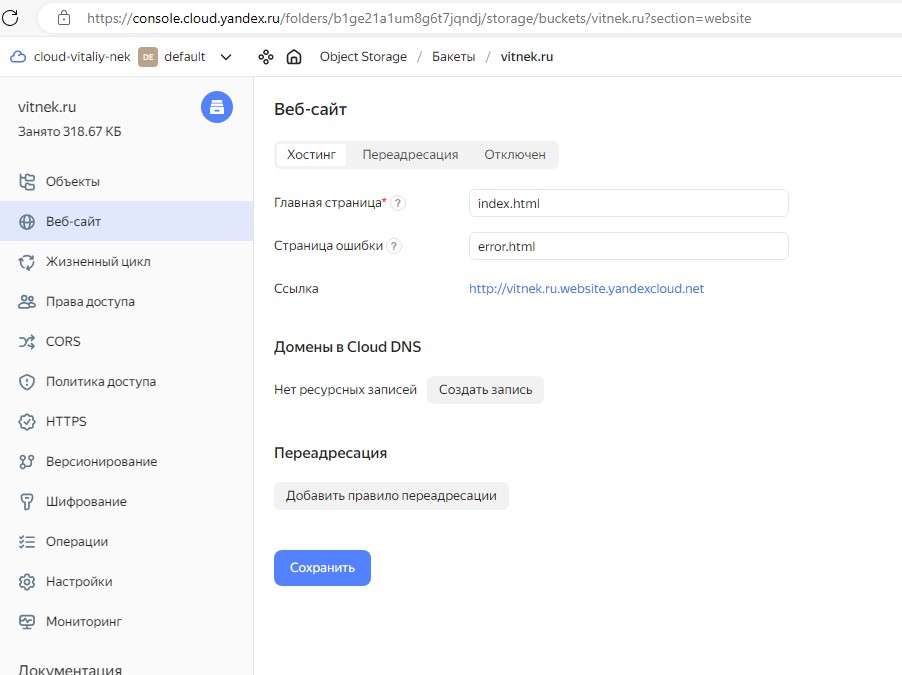 https://console.cloud.yandex.ru/folders/b1ge21a1um8g6t7jqndj/storage/buckets/vitnek.ru?section=website
cloud-vitaliy-nek DE default Object Storage / Бакеты / vitnek.ru
vitnek.ru
Занято 318.67 КБ
Объекты
Веб-сайт
Жизненный цикл
Права доступа
CORS
Политика доступа
HTTPS
Версионирование
Шифрование
Операции
Настройки
Мониторинг
Документация
Веб-сайт
Хостинг Переадресация Отключен
Главная страница* ? index.html
Страница ошибки ? error.html
Ссылка http://vitnek.ru.website.yandexcloud.net
Домены в Cloud DNS
Нет ресурсных записей Создать запись
Переадресация
Добавить правило переадресации
Сохранить